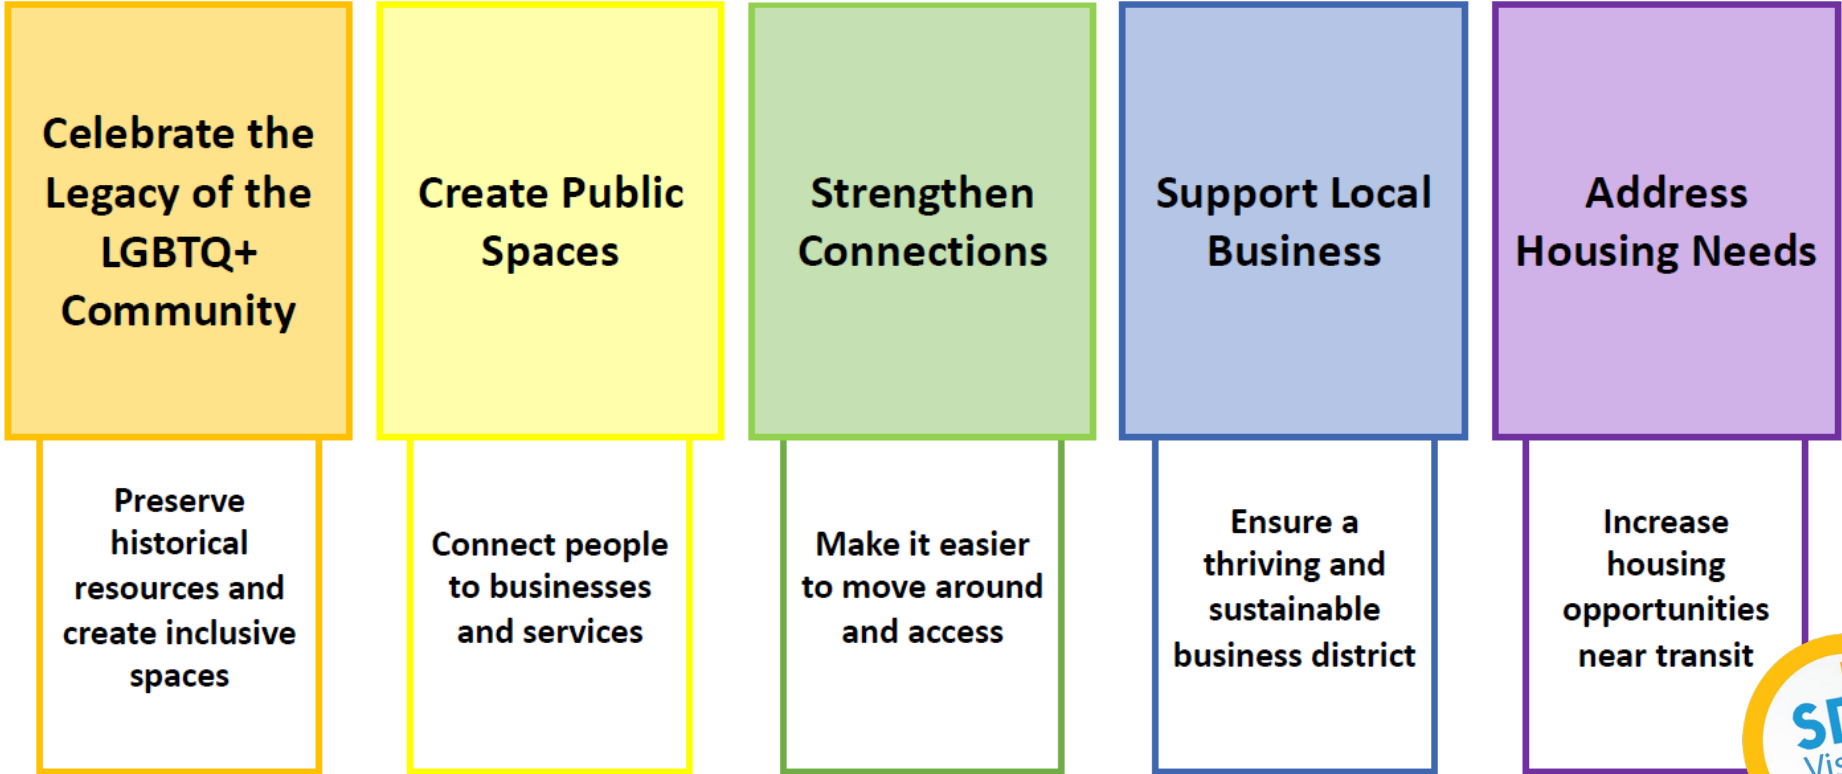 Celebrate the
Legacy of the
LGBTQ+
Community
Preserve
historical
resources and
create inclusive
spaces
Create Public
Spaces
Connect people
to businesses
and services
Strengthen
Connections
Make it easier
to move around
and access
Support Local
Business
Ensure a
thriving and
sustainable
business district
Address
Housing Needs
Increase
housing
opportunities
near transit